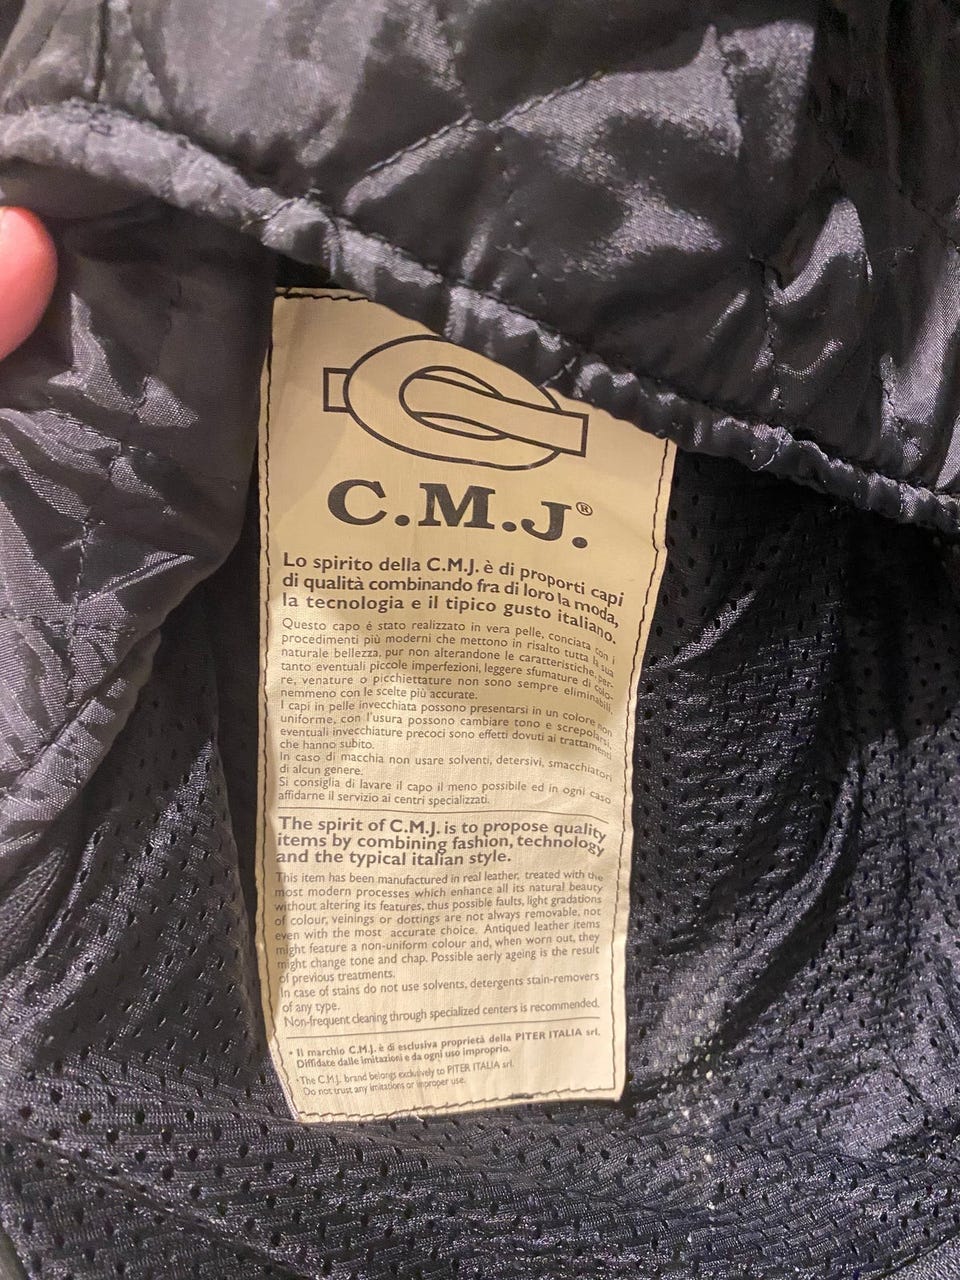 C.M.J.®
Lo spirito della C.M.J. è di proporti capi
di qualità combinando fra di loro la moda,
la tecnologia e il tipico gusto italiano.
Questo capo é stato realizzato in vera pelle, conciata con i
procedimenti più moderni che mettono in risalto tutta la sua
naturale bellezza, pur non alterandone le caratteristiche, per-
tanto eventuali piccole imperfezioni, leggere sfumature di colo-
re, venature o picchiettature non sono sempre eliminabili,
nemmeno con le scelte più accurate.
I capi in pelle invecchiata possono presentarsi in un colore non
uniforme, con l'usura possono cambiare tono e screpolarsi,
eventuali invecchiature precoci sono effetti dovuti ai trattamenti
che hanno subito.
In caso di macchia non usare solventi, detersivi, smacchiatori
di alcun genere.
Si consiglia di lavare il capo il meno possibile ed in ogni caso
affidarne il servizio ai centri specializzati.
The spirit of C.M.J. is to propose quality
items by combining fashion, technology
and the typical italian style.
This item has been manufactured in real leather, treated with the
most modern processes which enhance all its natural beauty
without altering its features, thus possible faults, light gradations
of colour, veinings or dottings are not always removable, not
even with the most accurate choice. Antiqued leather items
might feature a non-uniform colour and, when worn out, they
might change tone and chap. Possible aerly ageing is the result
of previous treatments.
In case of stains do not use solvents, detergents stain-removers
of any type.
Non-frequent cleaning through specialized centers is recommended.
• Il marchio C.M.J. è di esclusiva proprietà della PITER ITALIA srl.
Diffidate dalle imitazioni e da ogni uso improprio.
•The C.M.J. brand belongs exclusively to PITER ITALIA srl.
Do not trust any imitations or improper use.